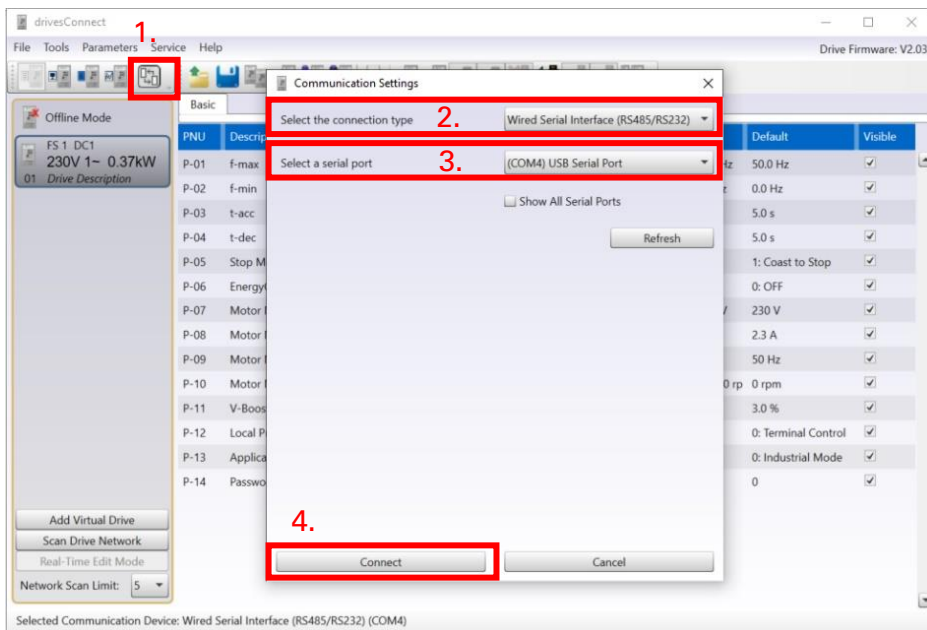 drivesConnect
1.
File Tools Parameters Service Help
Drive Firmware: V2.03
Communication Settings
Offline Mode
FS 1 DC1
230V 1~ 0.37kW
01 Drive Description
Basic
Select the connection type 2. Wired Serial Interface (RS485/RS232)
Select a serial port 3. (COM4) USB Serial Port
Show All Serial Ports
Refresh
4.
Connect Cancel
PNU Descrip Default Visible
P-01 f-max Hz 50.0 Hz
P-02 f-min 0.0 Hz
P-03 t-acc 5.0 s
P-04 t-dec 5.0 s
P-05 Stop M 1: Coast to Stop
P-06 Energy 0: OFF
P-07 Motor 230 V
P-08 Motor 2.3 A
P-09 Motor 50 Hz
P-10 Motor 0 rp 0 rpm
P-11 V-Boos 3.0 %
P-12 Local P 0: Terminal Control
P-13 Applica 0: Industrial Mode
P-14 Passwo 0
Add Virtual Drive
Scan Drive Network
Real-Time Edit Mode
Network Scan Limit: 5
Selected Communication Device: Wired Serial Interface (RS485/RS232) (COM4)